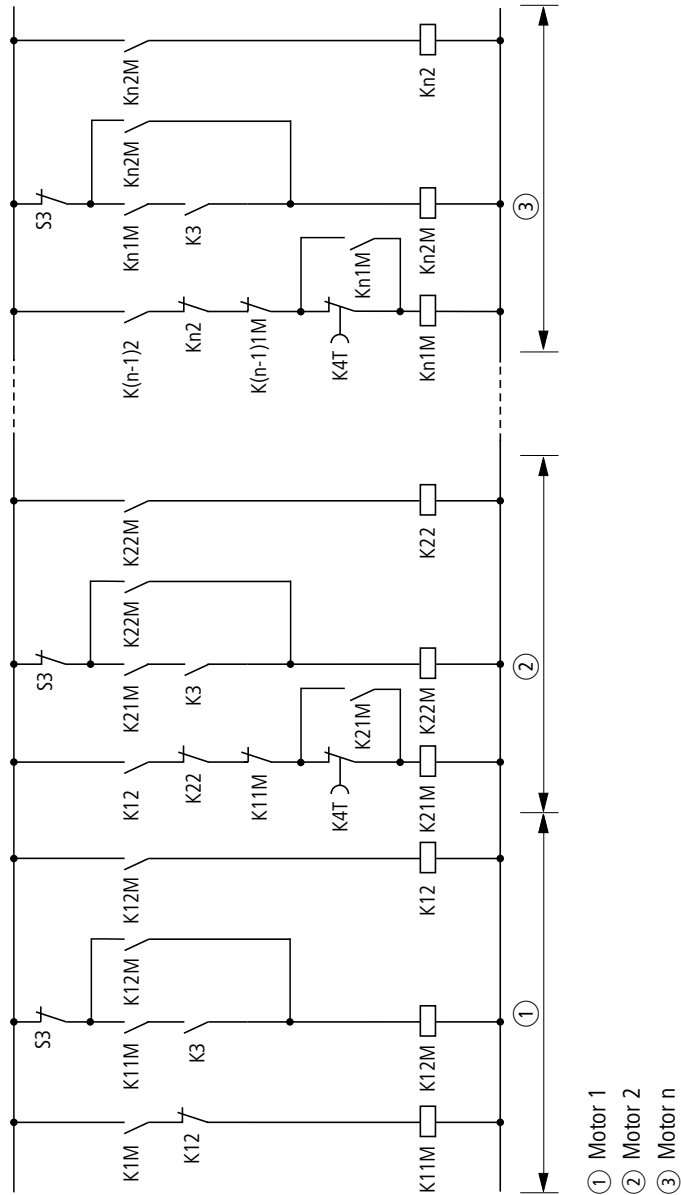 K1M
K12
K11M
S3
K11M
K3
K12M
K12M
K12M
K12
K12
K22
K11M
K4T
K21M
K21M
S3
K21M
K3
K22M
K22M
K22M
K22
K(n-1)2
Kn2
K(n-1)1M
K4T
Kn1M
Kn1M
S3
Kn1M
K3
Kn2M
Kn2M
Kn2M
Kn2
1
2
3
① Motor 1
② Motor 2
③ Motor n